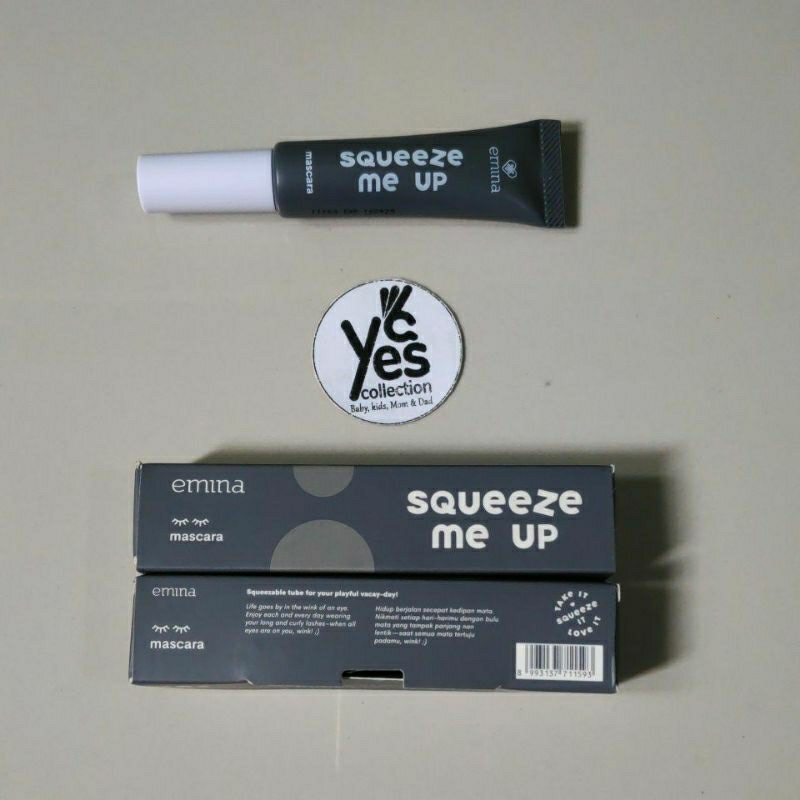 SQUEEZE
ME UP
mascara
emina
YC
Yes
collection
Baby, kids, Mom & Dad
emina
mascara
SQUEEZE
ME UP
emina
mascara
Squeezable tube for your playful vacay-day!
Life goes by in the wink of an eye.
Enjoy each and every day wearing
your long and curly lashes—when all
eyes are on you, wink! ;)
Hidup berjalan secepat kedipan mata.
Nikmati setiap hari-harimu dengan bulu
mata yang tampak panjang nan
lentik—saat semua mata tertuju
padamu, wink! ;)
TAKE IT
squeeze
IT
LOVE IT
8 993137 711593